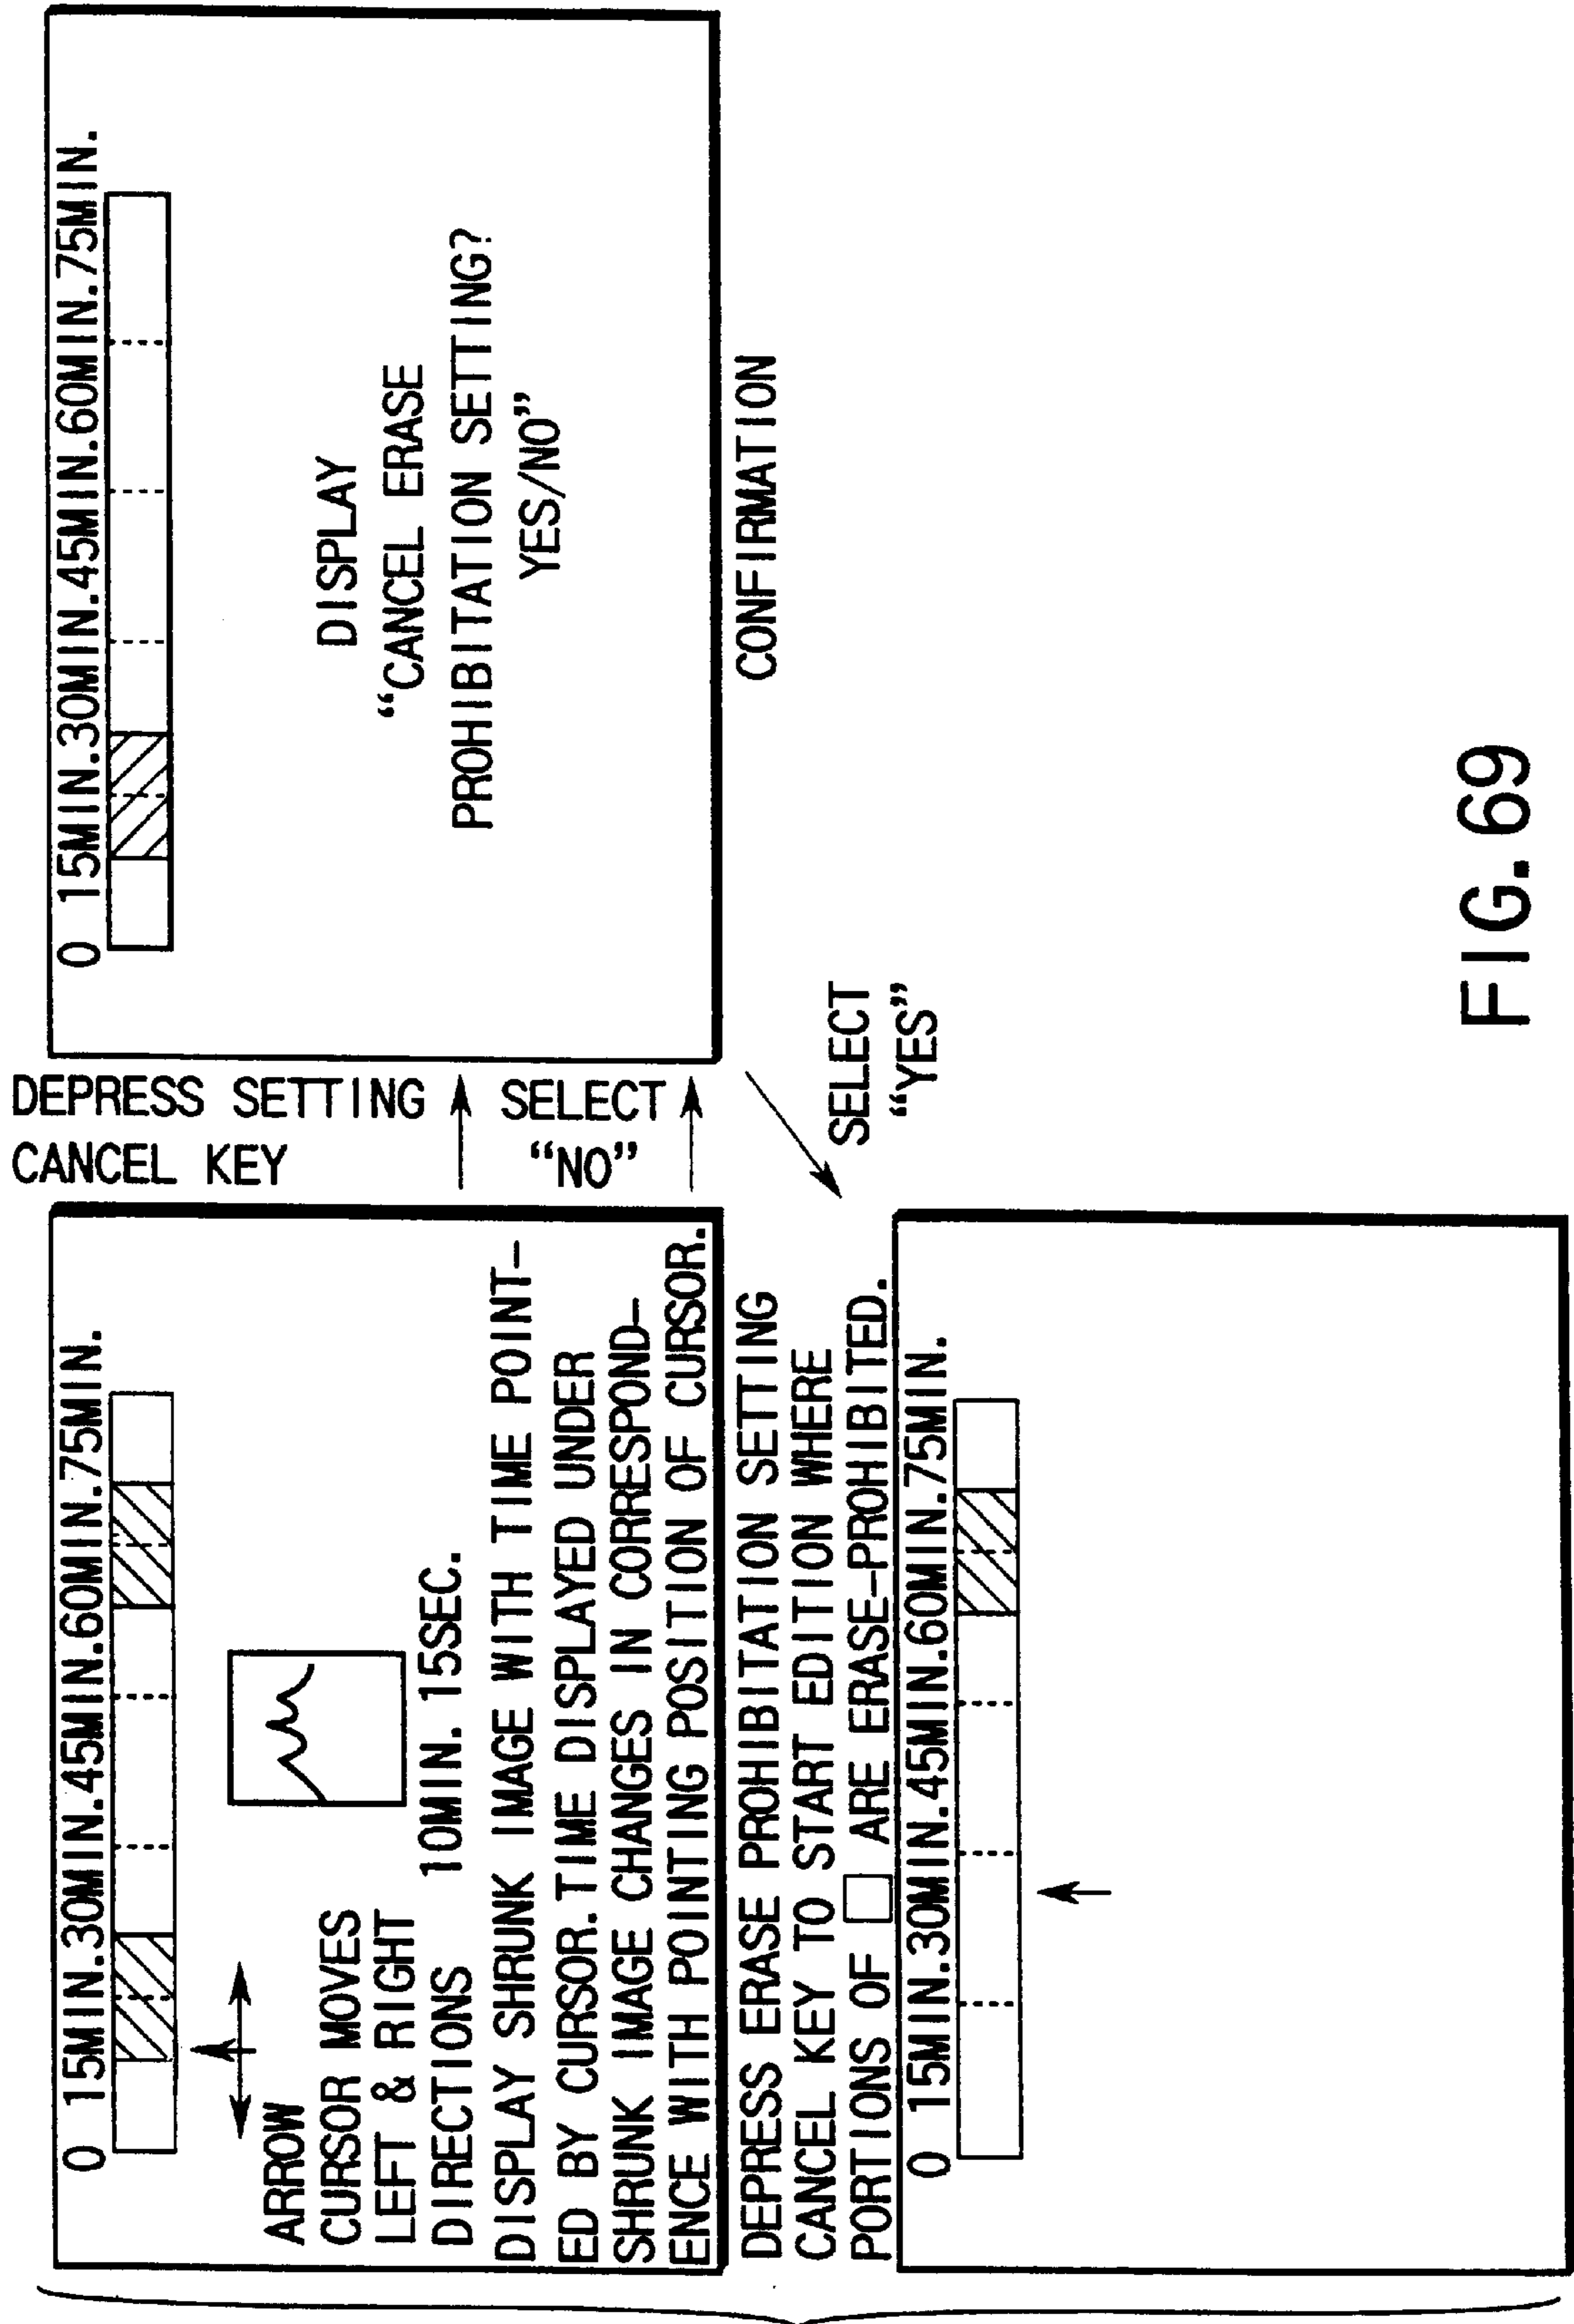 0 15MIN.30MIN.45MIN.60MIN.75MIN.
ARROW
CURSOR MOVES
LEFT & RIGHT
DIRECTIONS
10MIN.15SEC.
DISPLAY SHRUNK IMAGE WITH TIME POINT-
ED BY CURSOR.TIME DISPLAYED UNDER
SHRUNK IMAGE CHANGES IN CORRESPOND-
ENCE WITH POINTING POSITION OF CURSOR.
DEPRESS SETTING
CANCEL KEY
SELECT
“NO”
0 15MIN.30MIN.45MIN.60MIN.75MIN.
DISPLAY
“CANCEL ERASE
PROHIBITATION SETTING?
YES/NO”
CONFIRMATION
SELECT
“YES”
DEPRESS ERASE PROHIBITATION SETTING
CANCEL KEY TO START EDITION WHERE
PORTIONS OF □ ARE ERASE-PROHIBITED.
0 15MIN.30MIN.45MIN.60MIN.75MIN.
FIG.69